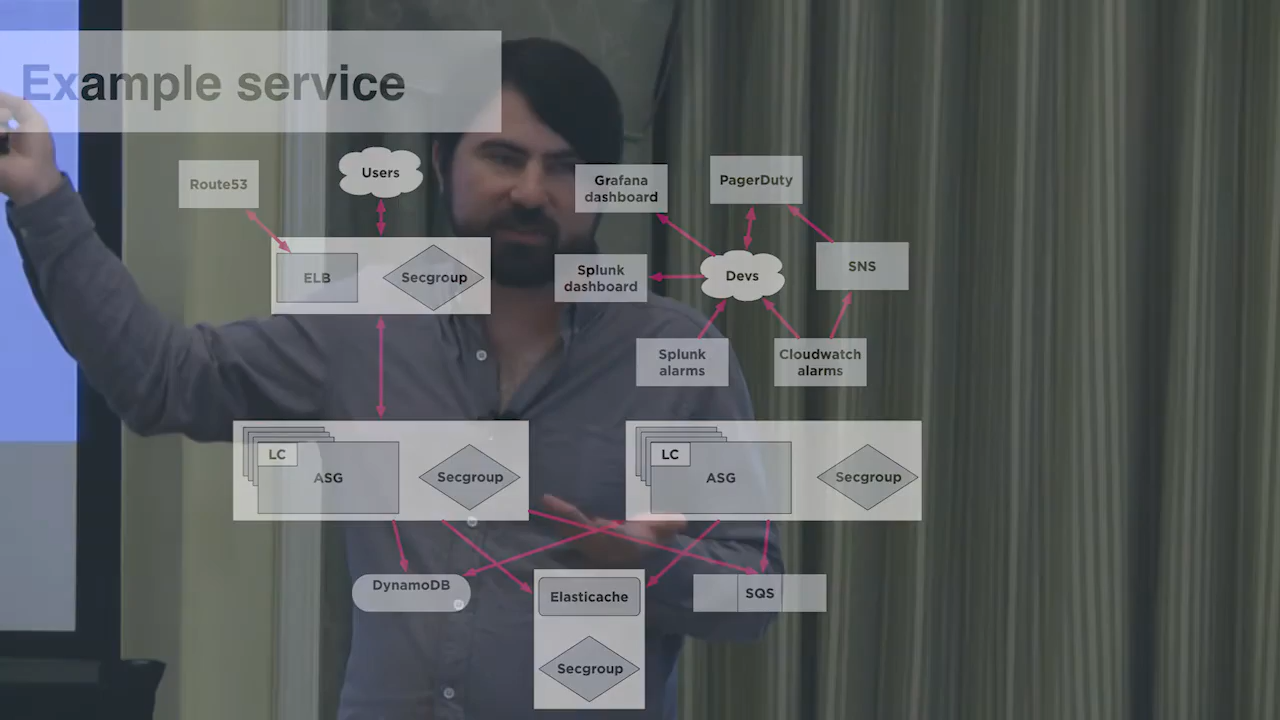 Example service
Route53
Users
Grafana
dashboard
PagerDuty
ELB
Secgroup
Splunk
dashboard
Devs
SNS
Splunk
alarms
Cloudwatch
alarms
LC
ASG
Secgroup
LC
ASG
Secgroup
DynamoDB
Elasticache
SQS
Secgroup